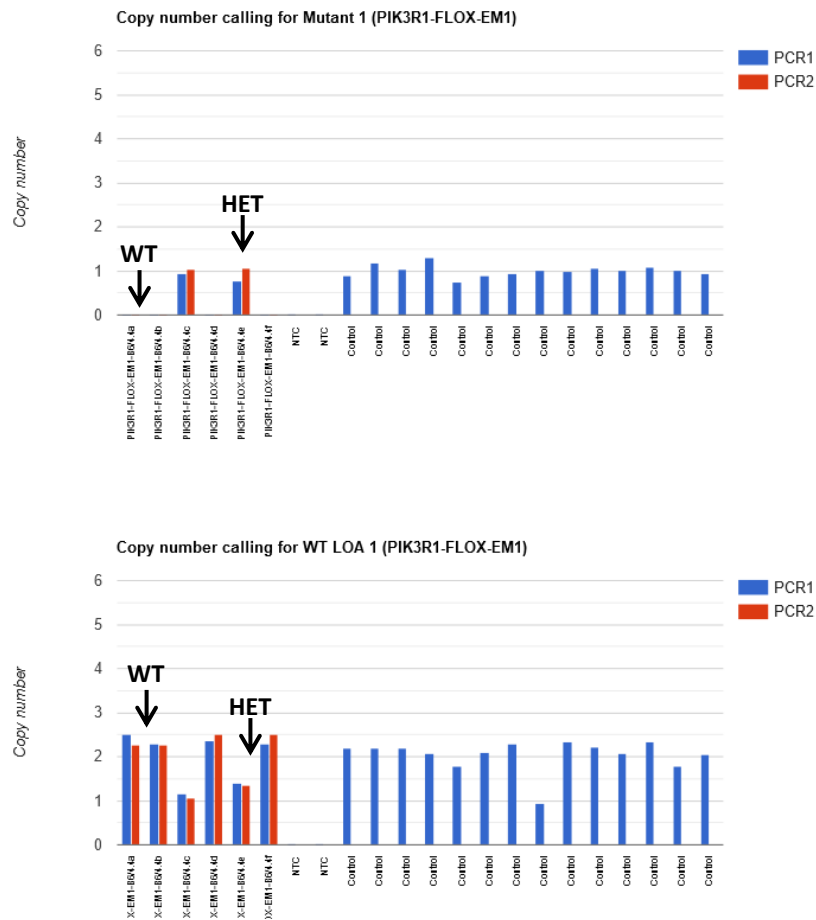 Copy number calling for Mutant 1 (PIK3R1-FLOX-EM1)
Copy number
6
5
4
3
2
1
0
PCR1
PCR2
WT
HET
PIK3R1-FLOX-EM1-B6/4.4a
PIK3R1-FLOX-EM1-B6/4.4b
PIK3R1-FLOX-EM1-B6/4.4c
PIK3R1-FLOX-EM1-B6/4.4d
PIK3R1-FLOX-EM1-B6/4.4e
PIK3R1-FLOX-EM1-B6/4.4f
NTC
NTC
Control
Control
Control
Control
Control
Control
Control
Control
Control
Control
Control
Control
Control
Control
Copy number calling for WT LOA 1 (PIK3R1-FLOX-EM1)
Copy number
6
5
4
3
2
1
0
PCR1
PCR2
WT
HET
X-EM1-B6/4.4a
X-EM1-B6/4.4b
X-EM1-B6/4.4c
X-EM1-B6/4.4d
X-EM1-B6/4.4e
OX-EM1-B6/4.4f
NTC
NTC
Control
Control
Control
Control
Control
Control
Control
Control
Control
Control
Control
Control
Control
Control